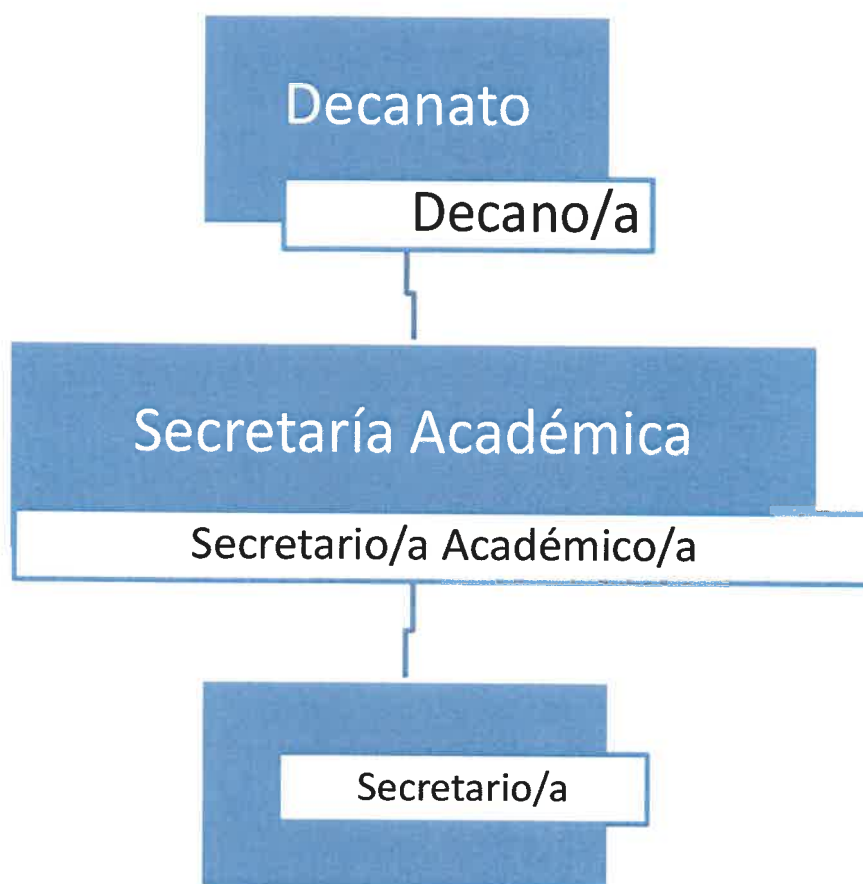 Decanato
Decano/a
Secretaría Académica
Secretario/a Académico/a
Secretario/a